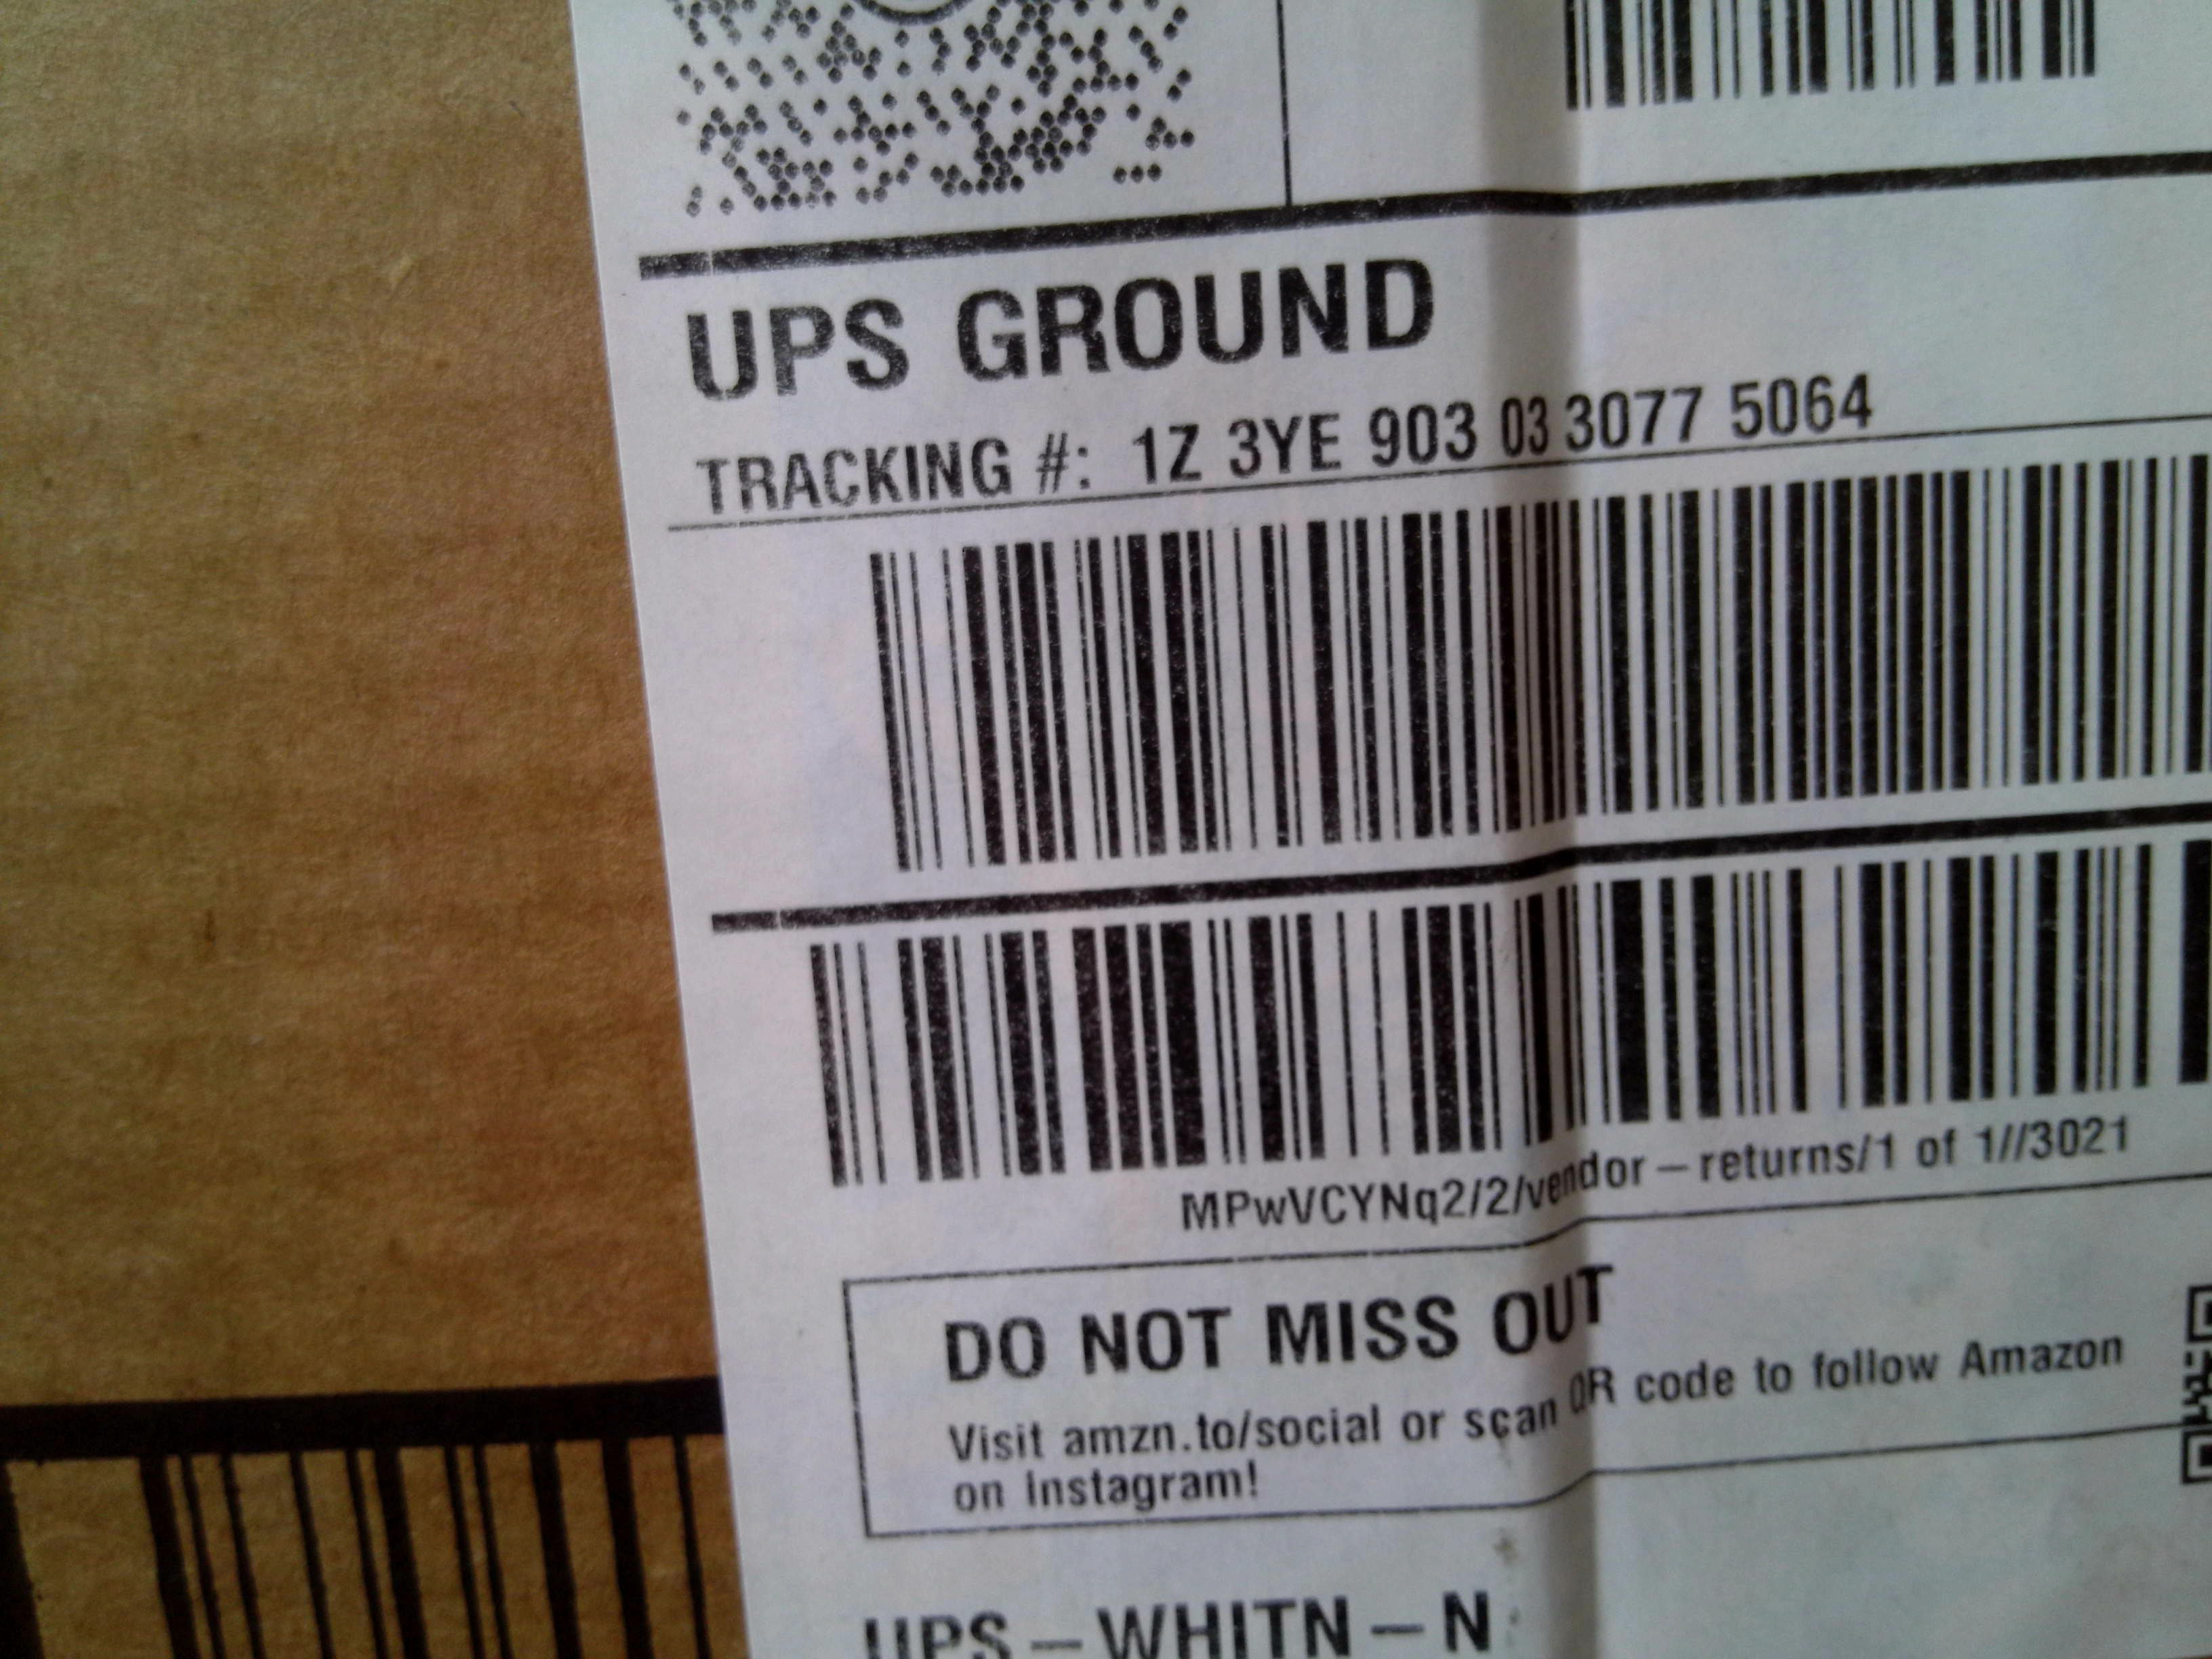 UPS GROUND
TRACKING #: 1Z 3YE 903 03 3077 5064
MPwVCYNq2/2/vendor-returns/1 of 1//3021
DO NOT MISS OUT
Visit amzn.to/social or scan QR code to follow Amazon
on Instagram!
UPS-WHITN-N